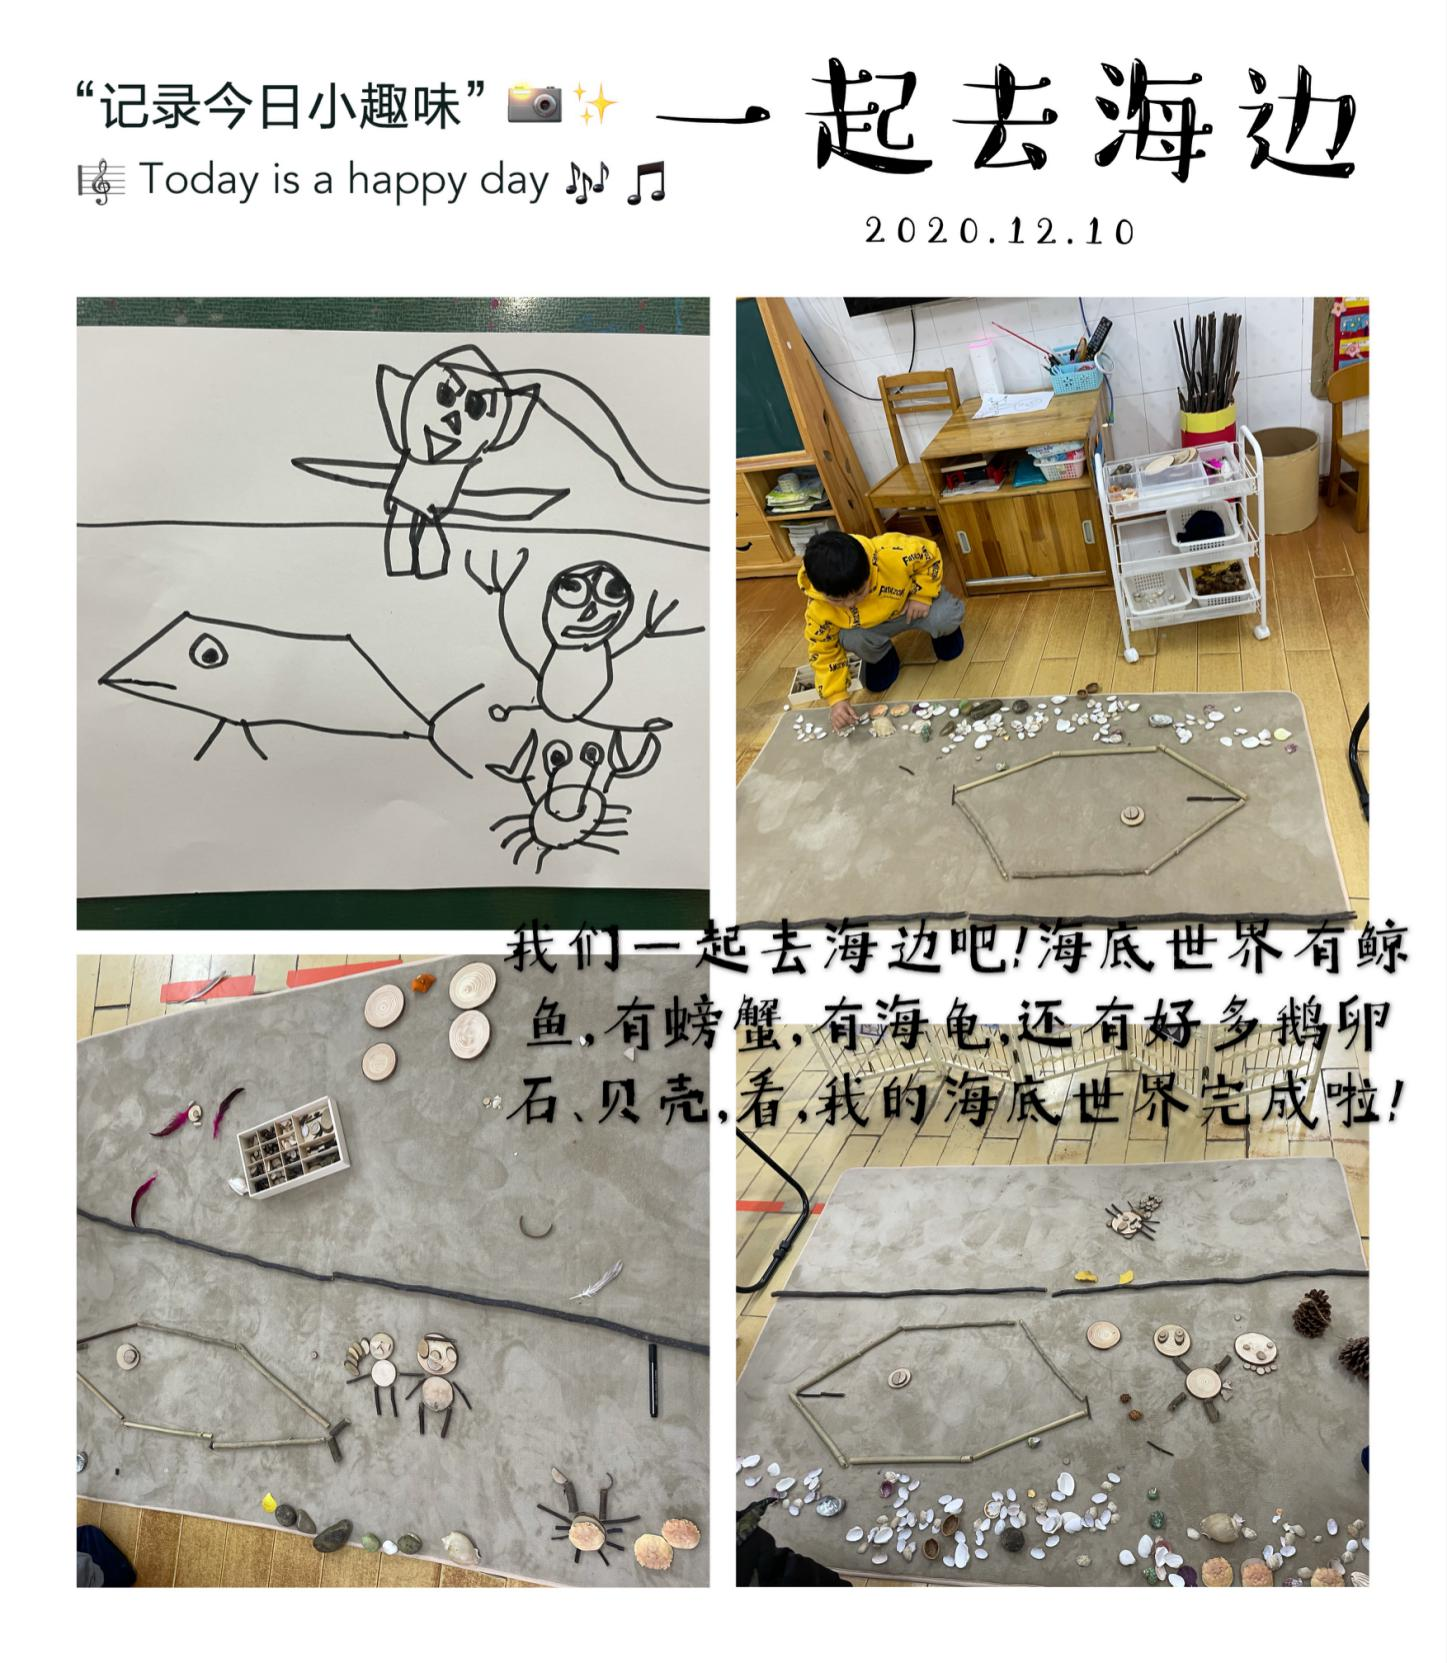 “记录今日小趣味” 📷✨
🎼 Today is a happy day 🎶 🎵
一起去海边
2020.12.10
我们一起去海边吧!海底世界有鲸
鱼,有螃蟹,有海龟,还有好多鹅卵
石、贝壳,看,我的海底世界完成啦!